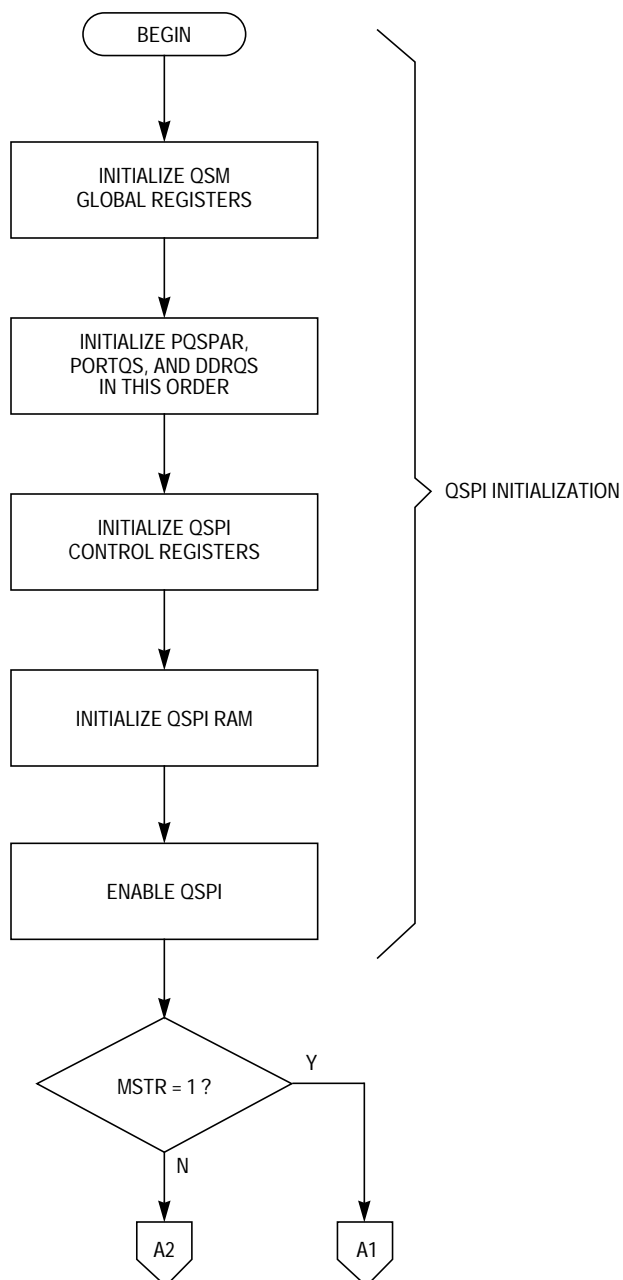 BEGIN
INITIALIZE QSM
GLOBAL REGISTERS
INITIALIZE PQSPAR,
PORTQS, AND DDRQS
IN THIS ORDER
QSPI INITIALIZATION
INITIALIZE QSPI
CONTROL REGISTERS
INITIALIZE QSPI RAM
ENABLE QSPI
MSTR = 1 ?
Y
N
A2
A1